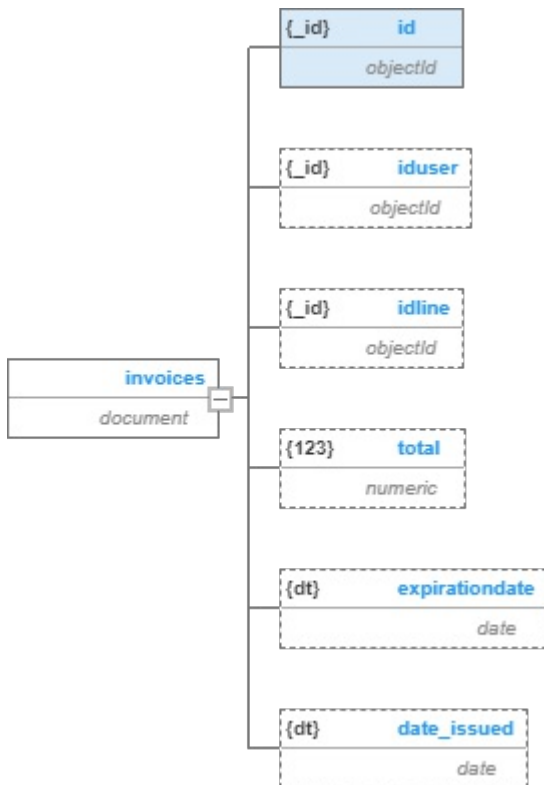 {_id} id
objectId
{_id} iduser
objectId
{_id} idline
objectId
invoices
document
{123} total
numeric
{dt} expirationdate
date
{dt} date_issued
date